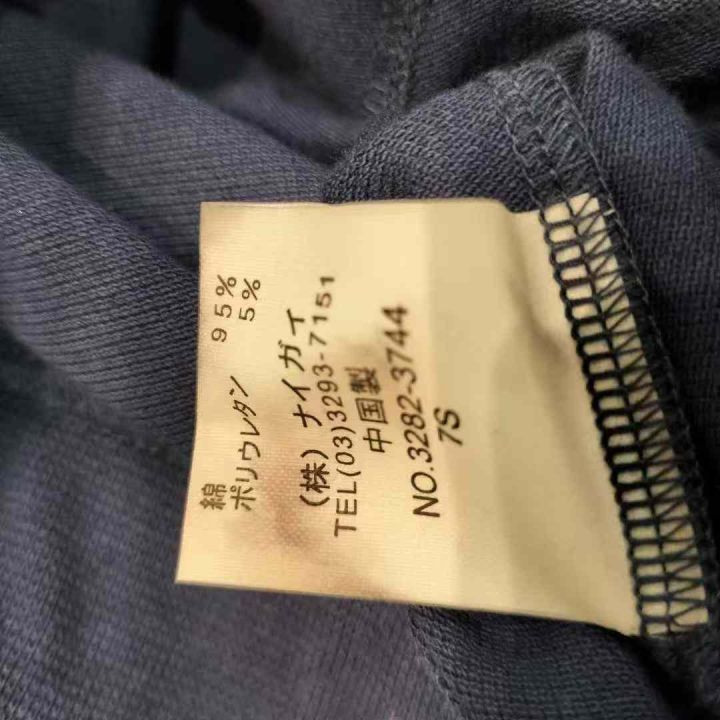 綿 95%
ポリウレタン 5%
(株) ナイガイ
TEL(03)3293-7151
中国製
NO.3282-3744
7S